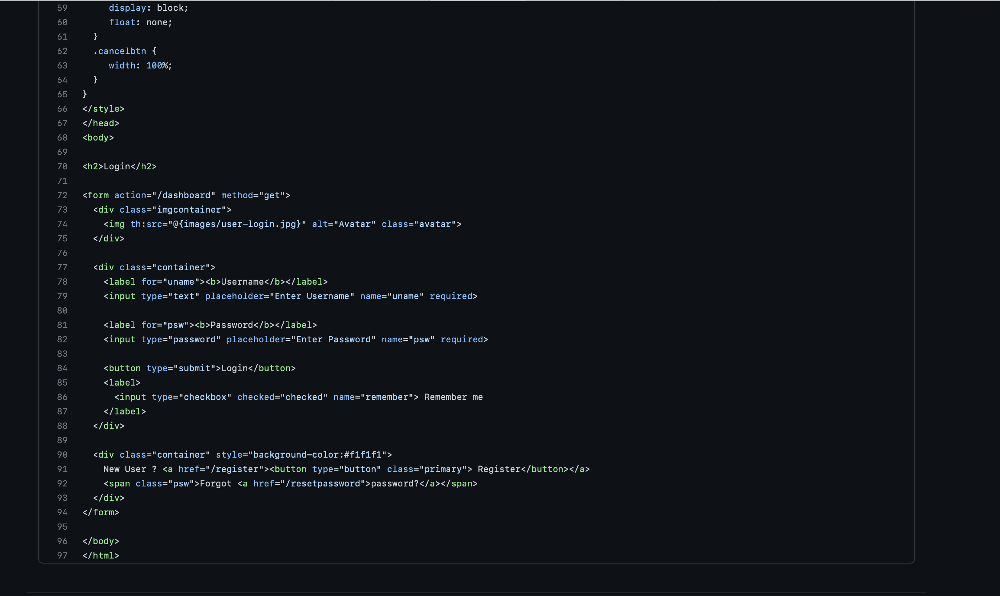 59 display: block;
60 float: none;
61 }
62 .cancelbtn {
63 width: 100%;
64 }
65 }
66 </style>
67 </head>
68 <body>
69
70 <h2>Login</h2>
71
72 <form action="/dashboard" method="get">
73 <div class="imgcontainer">
74 <img th:src="@{images/user-login.jpg}" alt="Avatar" class="avatar">
75 </div>
76
77 <div class="container">
78 <label for="uname"><b>Username</b></label>
79 <input type="text" placeholder="Enter Username" name="uname" required>
80
81 <label for="psw"><b>Password</b></label>
82 <input type="password" placeholder="Enter Password" name="psw" required>
83
84 <button type="submit">Login</button>
85 <label>
86 <input type="checkbox" checked="checked" name="remember"> Remember me
87 </label>
88 </div>
89
90 <div class="container" style="background-color:#f1f1f1">
91 New User ? <a href="/register"><button type="button" class="primary"> Register</button></a>
92 <span class="psw">Forgot <a href="/resetpassword">password?</a></span>
93 </div>
94 </form>
95
96 </body>
97 </html>